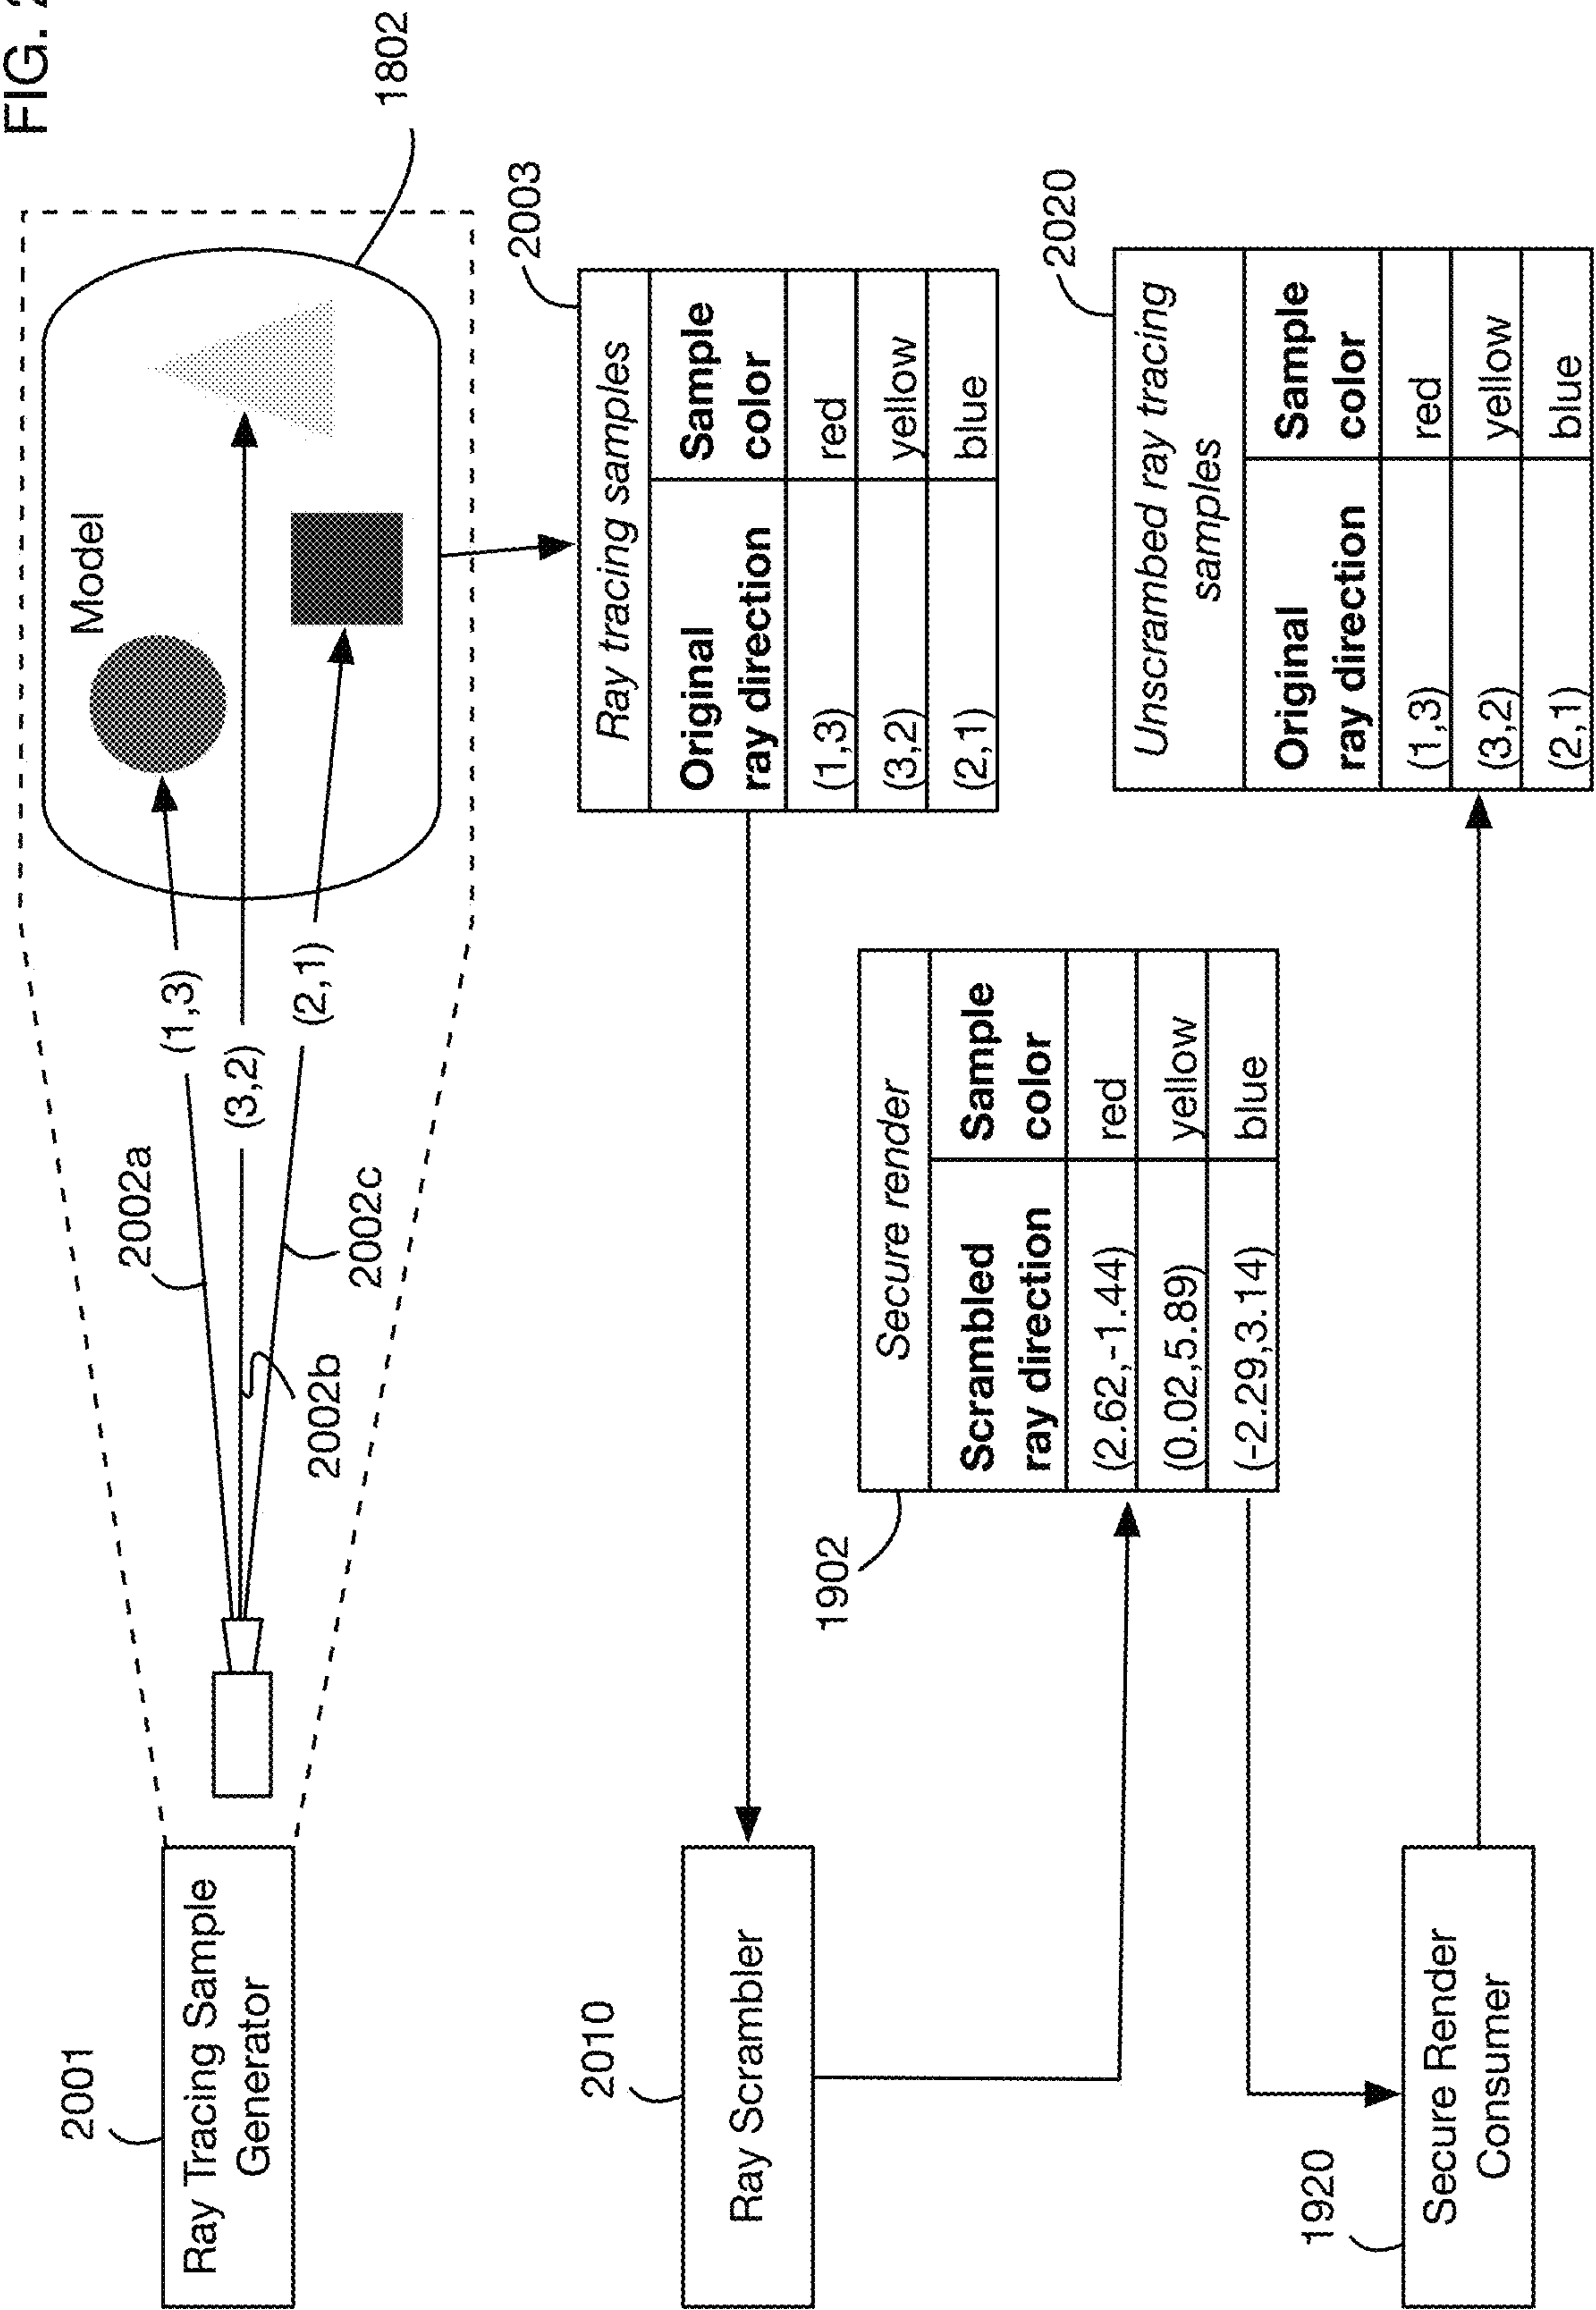 FIG. 2
2001
Ray Tracing Sample
Generator
2002a
2002b
2002c
(1,3)
(3,2)
(2,1)
Model
1802
2003
Ray tracing samples
Original
ray direction
Sample
color
(1,3)
red
(3,2)
yellow
(2,1)
blue
2010
Ray Scrambler
1902
Secure render
Scrambled
ray direction
Sample
color
(2.62,-1.44)
red
(0.02,5.89)
yellow
(-2.29,3.14)
blue
1920
Secure Render
Consumer
2020
Unscrambed ray tracing
samples
Original
ray direction
Sample
color
(1,3)
red
(3,2)
yellow
(2,1)
blue